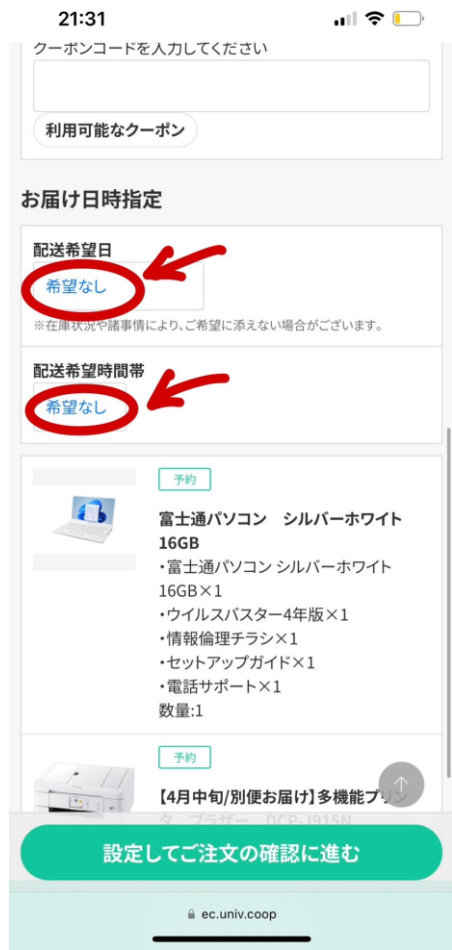 21:31
クーポンコードを入力してください
利用可能なクーポン
お届け日時指定
配送希望日
希望なし
※在庫状況や諸事情により、ご希望に添えない場合がございます。
配送希望時間帯
希望なし
予約
富士通パソコン　シルバーホワイト
16GB
・富士通パソコン シルバーホワイト
16GB×1
・ウイルスバスター4年版×1
・情報倫理チラシ×1
・セットアップガイド×1
・電話サポート×1
数量:1
予約
【4月中旬/別便お届け】多機能プリン
タ　ブラザー　DCP-J915N
設定してご注文の確認に進む
ec.univ.coop